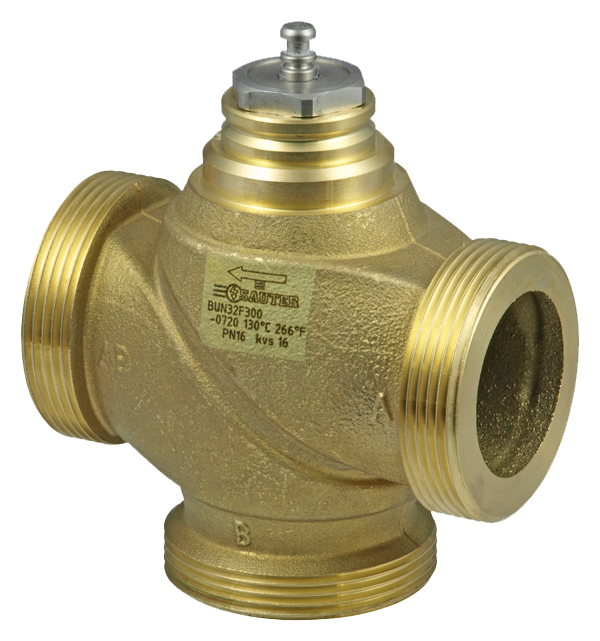 SAUTER
BUN32F300
-0720 130°C 266°F
PN16 kvs 16
AB
A
B